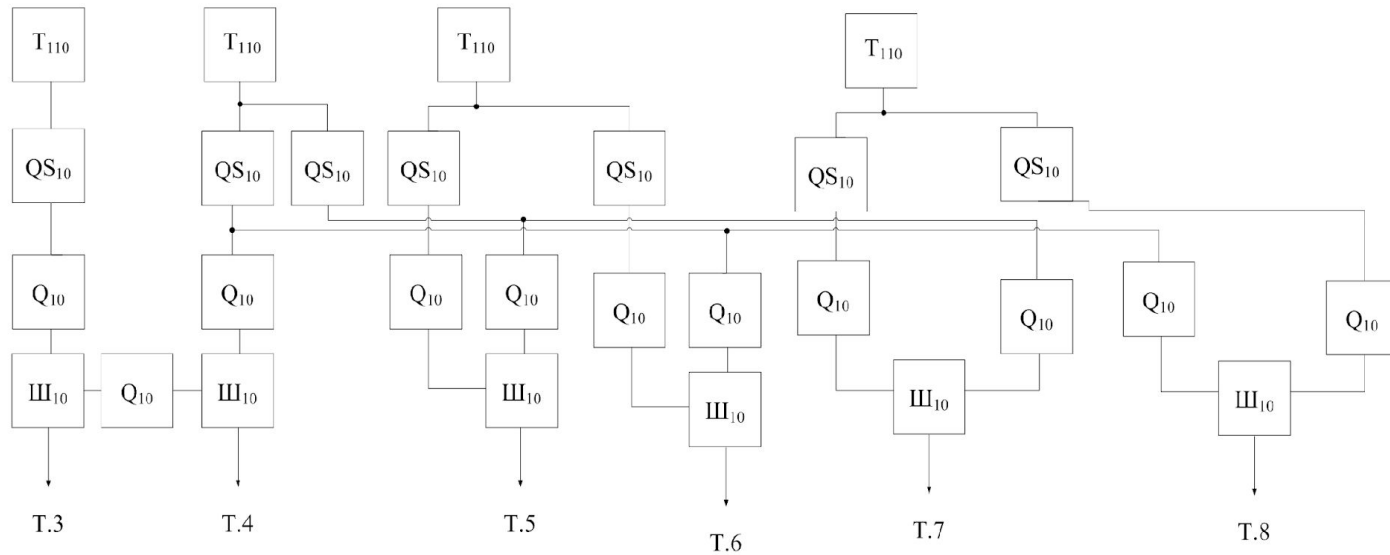 T₁₁₀ T₁₁₀ T₁₁₀ T₁₁₀
QS₁₀ QS₁₀ QS₁₀ QS₁₀ QS₁₀ QS₁₀ QS₁₀
Q₁₀ Q₁₀ Q₁₀ Q₁₀ Q₁₀ Q₁₀ Q₁₀ Q₁₀ Q₁₀ Q₁₀
Ш₁₀ Q₁₀ Ш₁₀ Ш₁₀ Ш₁₀ Ш₁₀ Ш₁₀
Т.3 Т.4 Т.5 Т.6 Т.7 Т.8